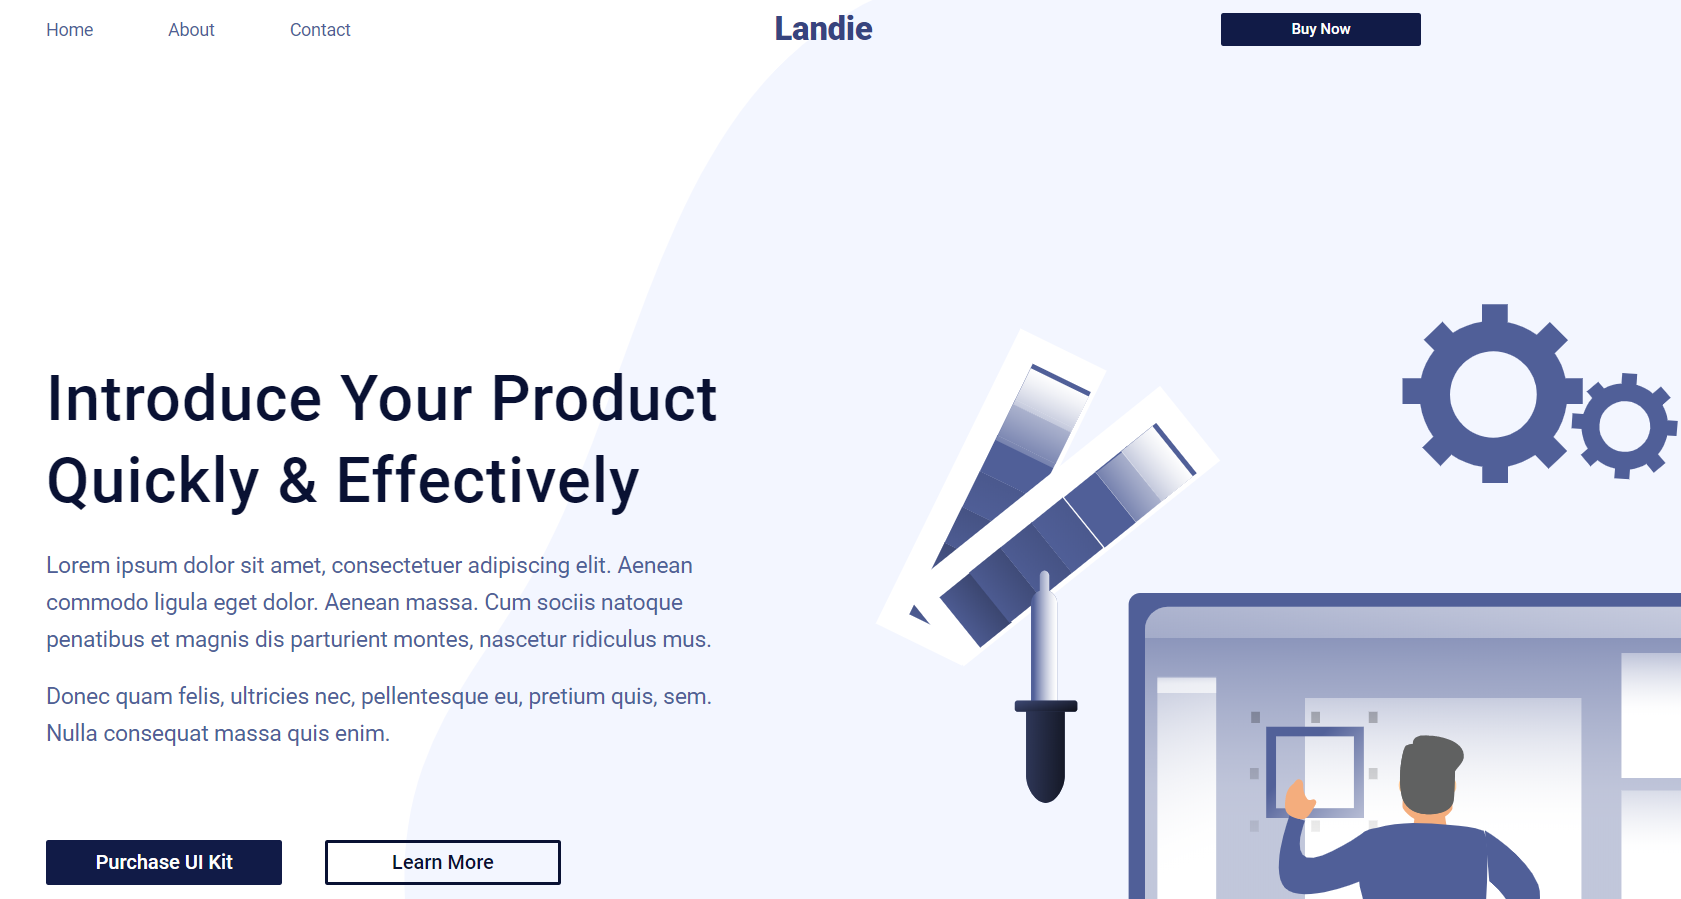 Home About Contact Landie Buy Now
Introduce Your Product
Quickly & Effectively
Lorem ipsum dolor sit amet, consectetuer adipiscing elit. Aenean
commodo ligula eget dolor. Aenean massa. Cum sociis natoque
penatibus et magnis dis parturient montes, nascetur ridiculus mus.
Donec quam felis, ultricies nec, pellentesque eu, pretium quis, sem.
Nulla consequat massa quis enim.
Purchase UI Kit Learn More